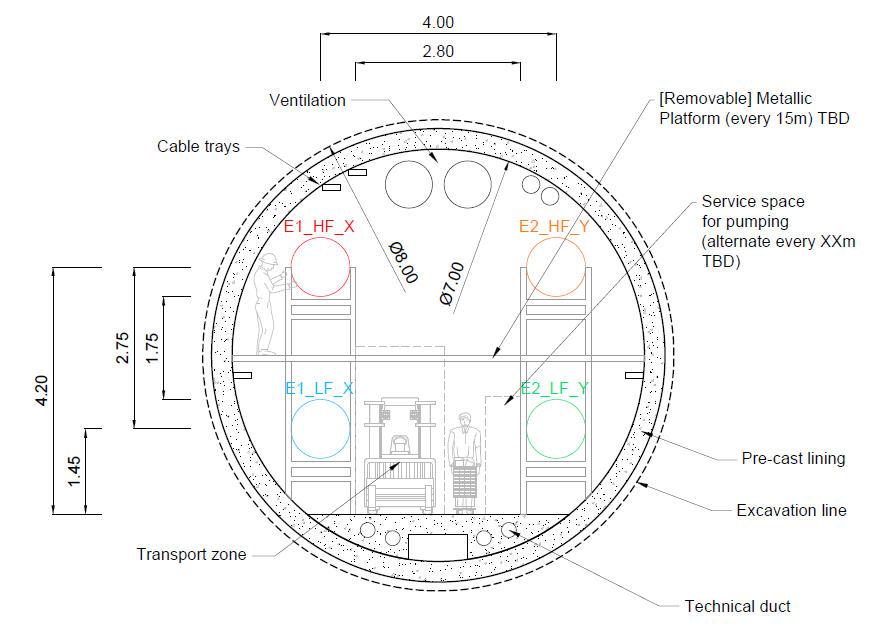 4.00
2.80
Ventilation
[Removable] Metallic
Platform (every 15m) TBD
Cable trays
Service space
for pumping
(alternate every XXm
TBD)
E1_HF_X
E2_HF_Y
Ø8.00
Ø7.00
2.75
1.75
4.20
E1_LF_X
E2_LF_Y
1.45
Pre-cast lining
Excavation line
Transport zone
Technical duct